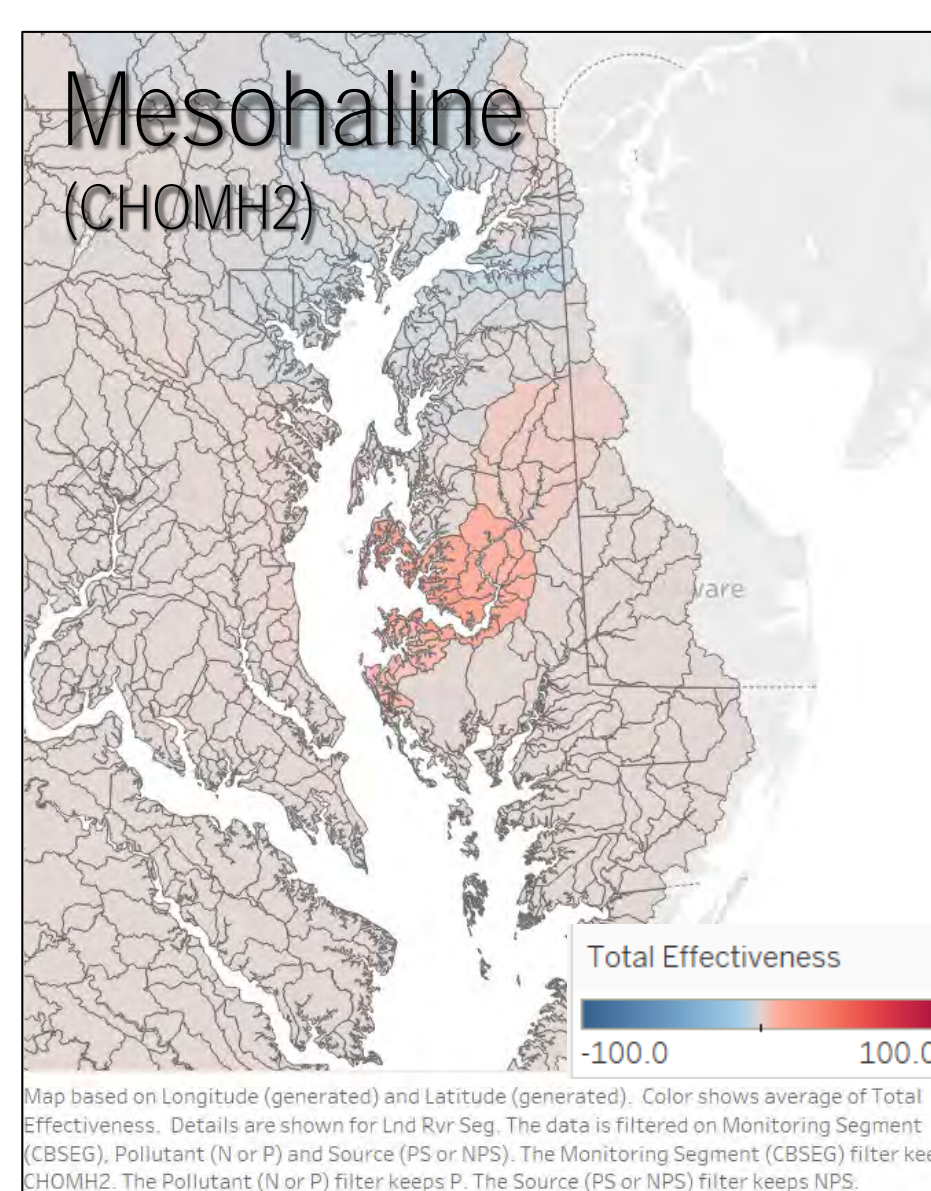 Mesohaline
(CHOMH2)
ware
Total Effectiveness
-100.0 100.0
Map based on Longitude (generated) and Latitude (generated). Color shows average of Total
Effectiveness. Details are shown for Lnd Rvr Seg. The data is filtered on Monitoring Segment
(CBSEG), Pollutant (N or P) and Source (PS or NPS). The Monitoring Segment (CBSEG) filter kee
CHOMH2. The Pollutant (N or P) filter keeps P. The Source (PS or NPS) filter keeps NPS.